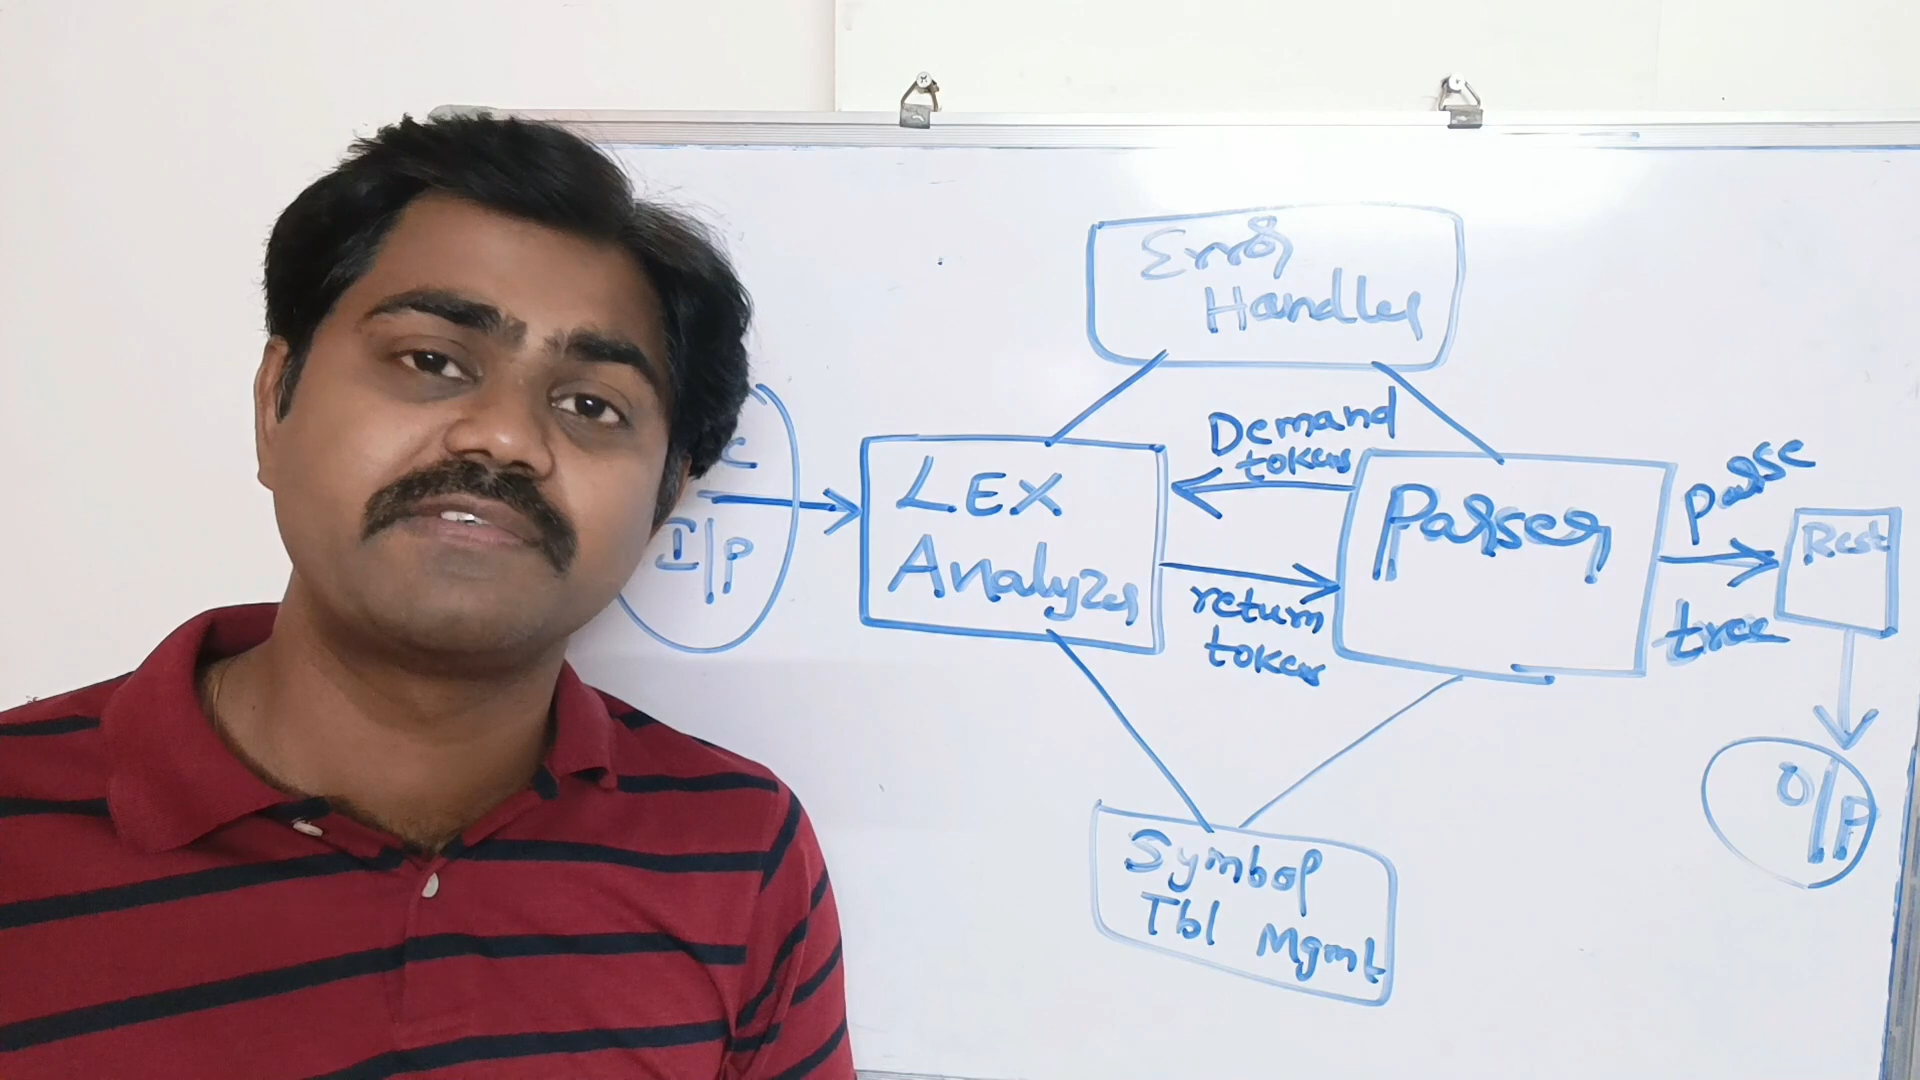 Error
Handler
Demand
tokens
LEX
Analyzer
return
tokens
Parser
parse
tree
Rest
I/P
O/P
Symbol
Tbl Mgmt